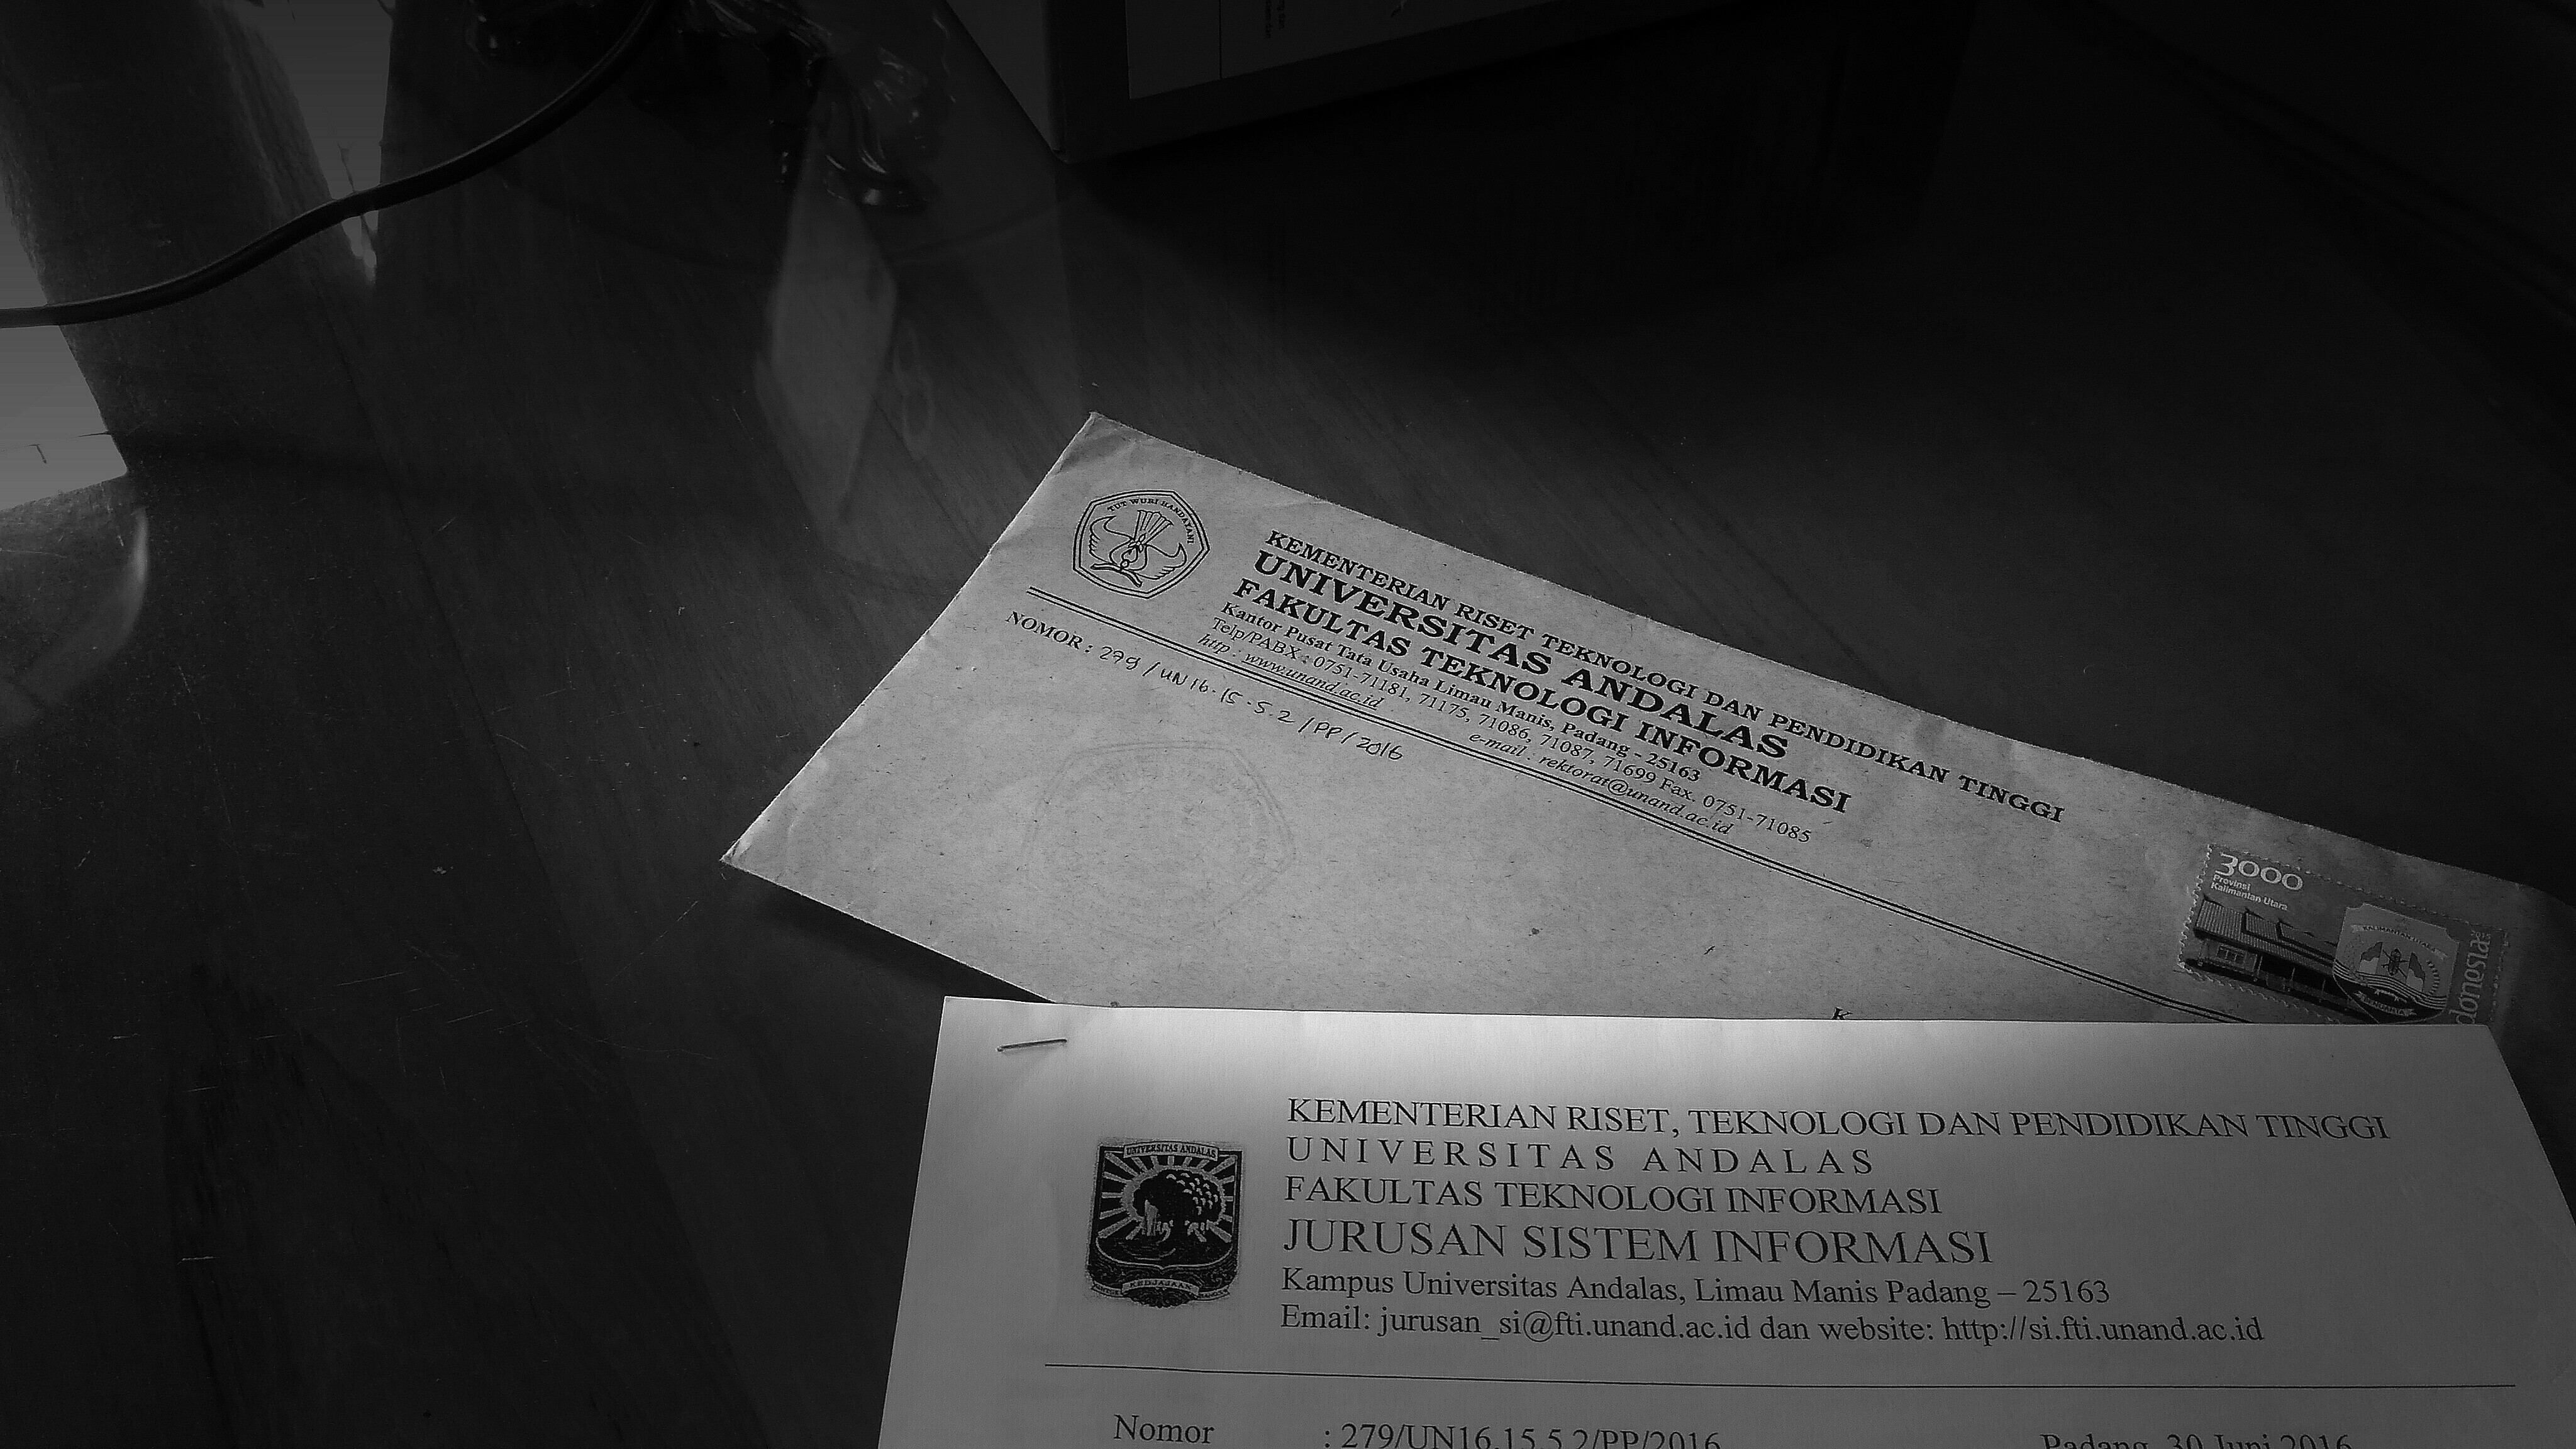 TUT WURI HANDAYANI
KEMENTERIAN RISET TEKNOLOGI DAN PENDIDIKAN TINGGI
UNIVERSITAS ANDALAS
FAKULTAS TEKNOLOGI INFORMASI
Kantor Pusat Tata Usaha Limau Manis, Padang - 25163
Telp/PABX : 0751-71181, 71175, 71086, 71087, 71699 Fax. 0751-71085
http : www.unand.ac.id e-mail : rektorat@unand.ac.id
NOMOR : 279/UN16.15.5.2/PP/2016
3000
Provinsi
Kalimantan Utara
KALIMANTAN UTARA
donesia
K
UNIVERSITAS ANDALAS
KEDJAJAAN
KEMENTERIAN RISET, TEKNOLOGI DAN PENDIDIKAN TINGGI
UNIVERSITAS ANDALAS
FAKULTAS TEKNOLOGI INFORMASI
JURUSAN SISTEM INFORMASI
Kampus Universitas Andalas, Limau Manis Padang – 25163
Email: jurusan_si@fti.unand.ac.id dan website: http://si.fti.unand.ac.id
Nomor : 279/UN16.15.5.2/PP/2016 Padang, 30 Juni 2016